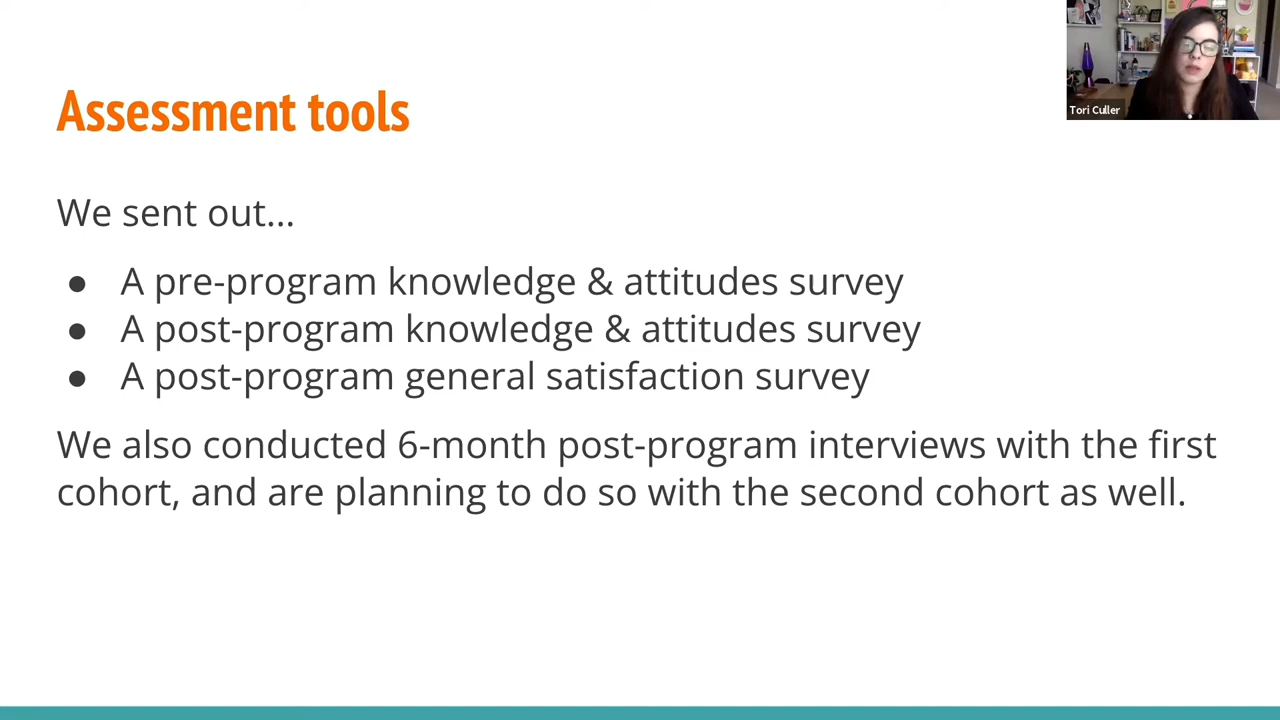 Tori Culler
Assessment tools
We sent out...
● A pre-program knowledge & attitudes survey
● A post-program knowledge & attitudes survey
● A post-program general satisfaction survey
We also conducted 6-month post-program interviews with the first
cohort, and are planning to do so with the second cohort as well.